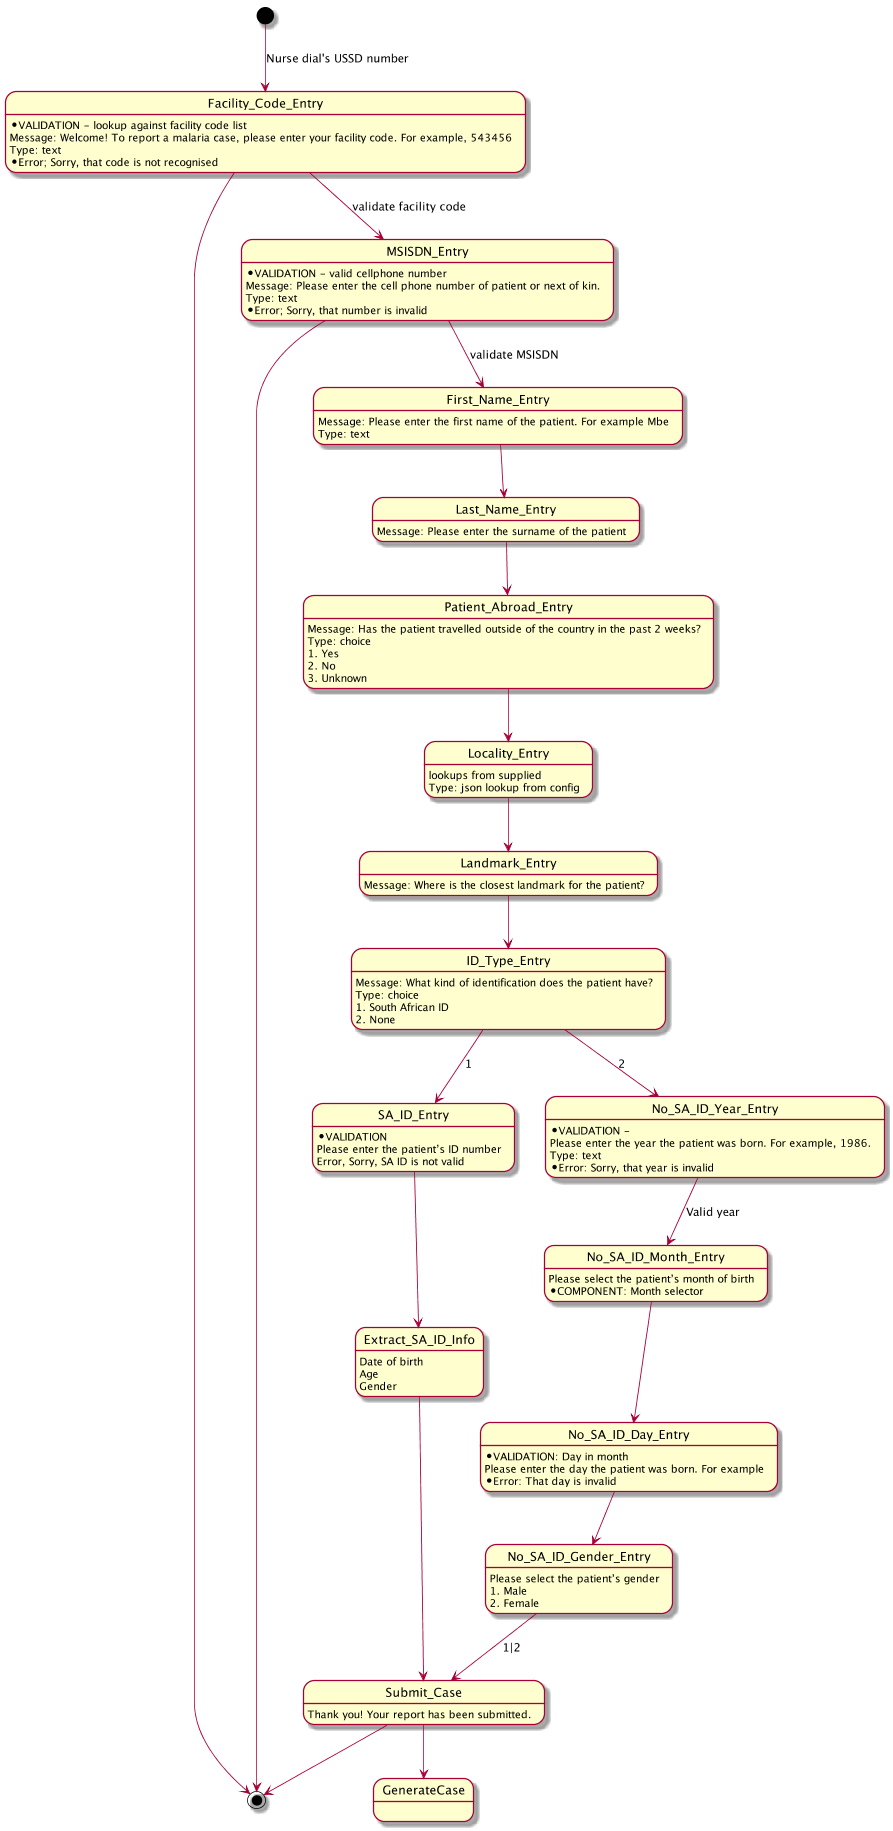 Nurse dial's USSD number
Facility_Code_Entry
•VALIDATION - lookup against facility code list
Message: Welcome! To report a malaria case, please enter your facility code. For example, 543456
Type: text
•Error; Sorry, that code is not recognised
validate facility code
MSISDN_Entry
•VALIDATION - valid cellphone number
Message: Please enter the cell phone number of patient or next of kin.
Type: text
•Error; Sorry, that number is invalid
validate MSISDN
First_Name_Entry
Message: Please enter the first name of the patient. For example Mbe
Type: text
Last_Name_Entry
Message: Please enter the surname of the patient
Patient_Abroad_Entry
Message: Has the patient travelled outside of the country in the past 2 weeks?
Type: choice
1. Yes
2. No
3. Unknown
Locality_Entry
lookups from supplied
Type: json lookup from config
Landmark_Entry
Message: Where is the closest landmark for the patient?
ID_Type_Entry
Message: What kind of identification does the patient have?
Type: choice
1. South African ID
2. None
1
2
SA_ID_Entry
•VALIDATION
Please enter the patient's ID number
Error, Sorry, SA ID is not valid
No_SA_ID_Year_Entry
•VALIDATION -
Please enter the year the patient was born. For example, 1986.
Type: text
•Error: Sorry, that year is invalid
Valid year
No_SA_ID_Month_Entry
Please select the patient's month of birth
•COMPONENT: Month selector
Extract_SA_ID_Info
Date of birth
Age
Gender
No_SA_ID_Day_Entry
•VALIDATION: Day in month
Please enter the day the patient was born. For example
•Error: That day is invalid
No_SA_ID_Gender_Entry
Please select the patient's gender
1. Male
2. Female
1|2
Submit_Case
Thank you! Your report has been submitted.
GenerateCase